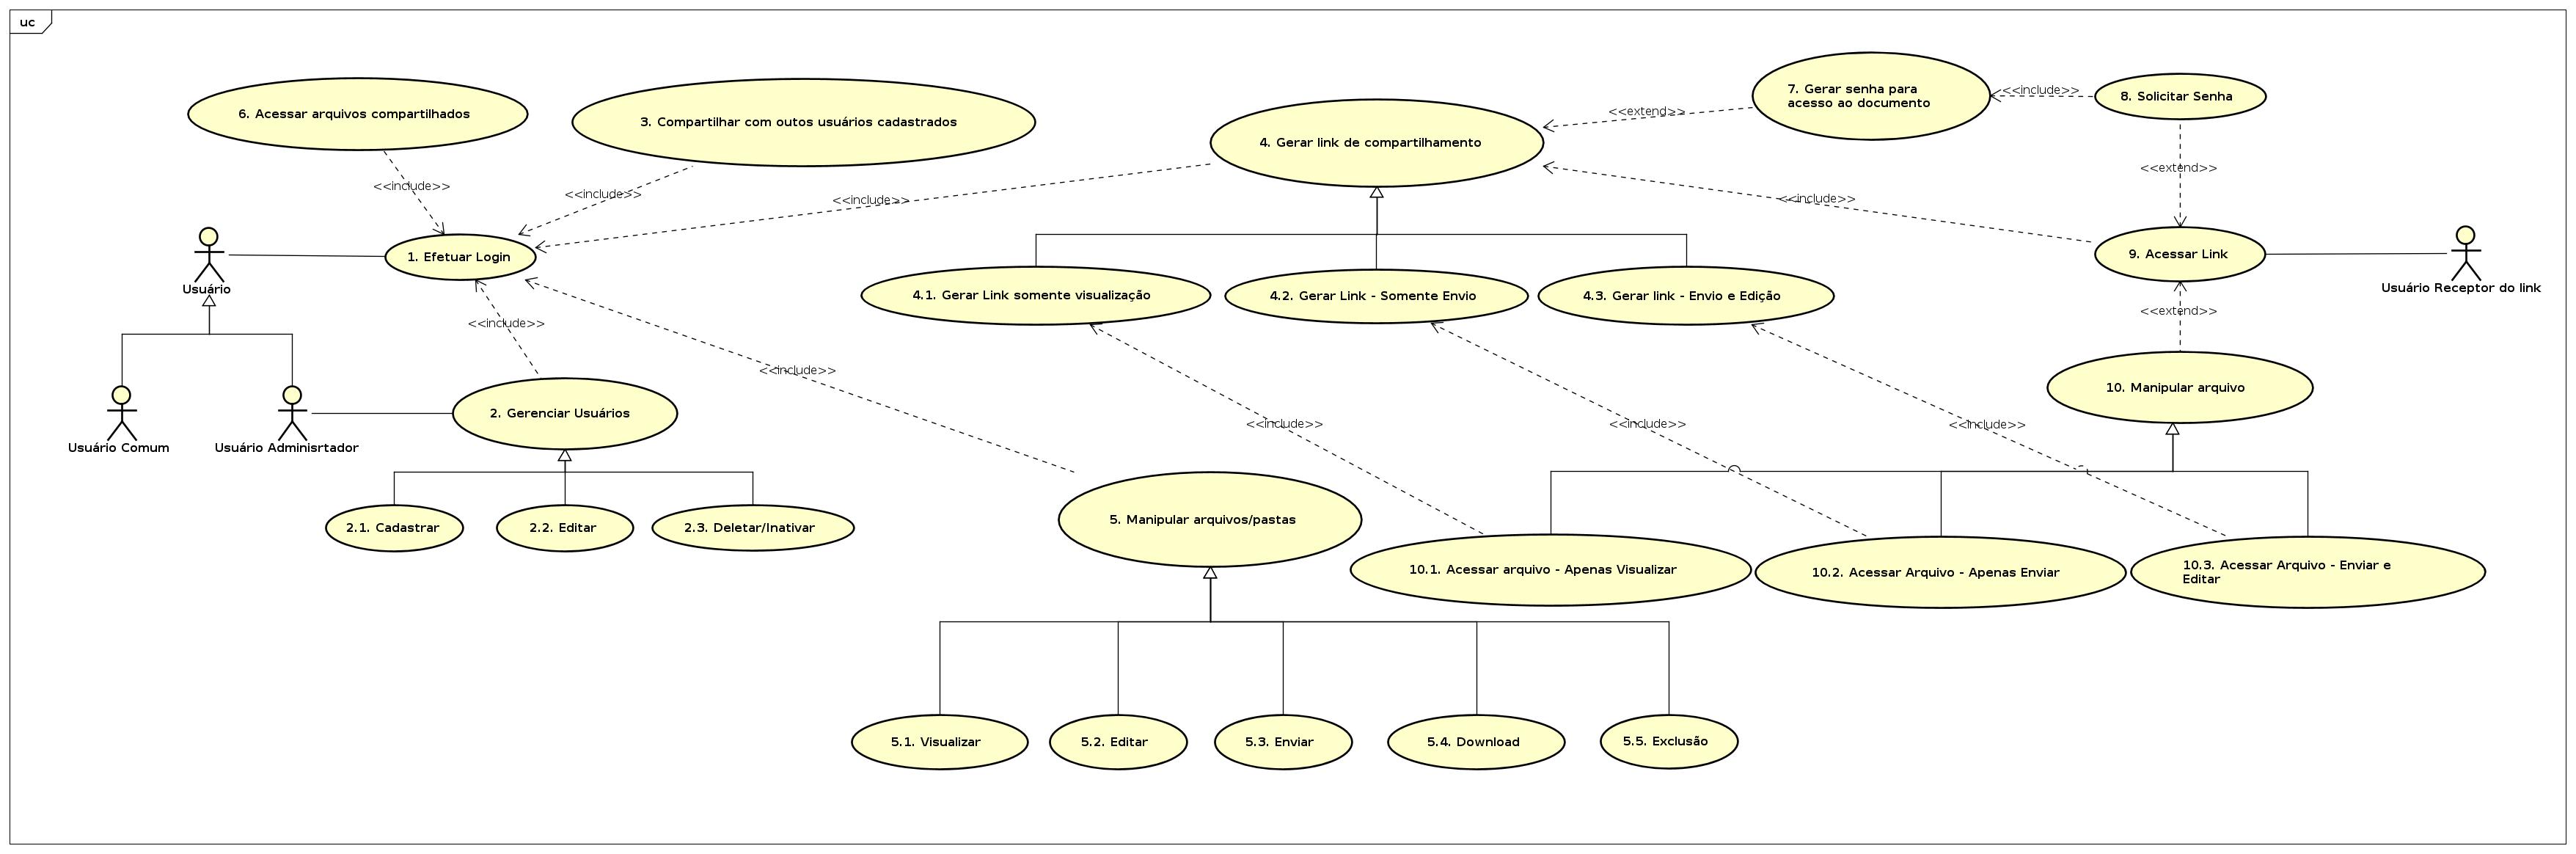 uc
6. Acessar arquivos compartilhados
3. Compartilhar com outos usuários cadastrados
4. Gerar link de compartilhamento
7. Gerar senha para
acesso ao documento
8. Solicitar Senha
<<include>>
<<extend>>
<<include>>
<<include>>
<<include>>
<<include>>
<<extend>>
<<include>>
Usuário
1. Efetuar Login
9. Acessar Link
Usuário Receptor do link
4.1. Gerar Link somente visualização
4.2. Gerar Link - Somente Envio
4.3. Gerar link - Envio e Edição
<<include>>
<<extend>>
<<include>>
10. Manipular arquivo
Usuário Comum
Usuário Adminisrtador
2. Gerenciar Usuários
<<include>>
<<include>>
<<include>>
2.1. Cadastrar
2.2. Editar
2.3. Deletar/Inativar
5. Manipular arquivos/pastas
10.1. Acessar arquivo - Apenas Visualizar
10.2. Acessar Arquivo - Apenas Enviar
10.3. Acessar Arquivo - Enviar e
Editar
5.1. Visualizar
5.2. Editar
5.3. Enviar
5.4. Download
5.5. Exclusão